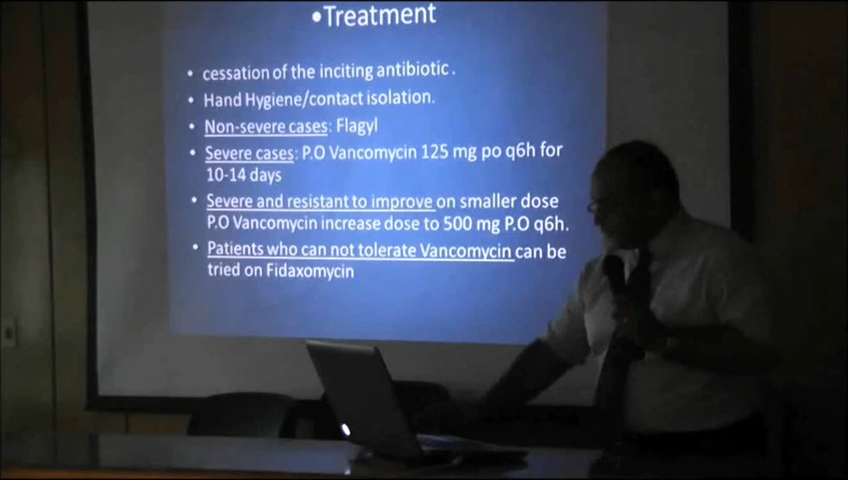 •Treatment
• cessation of the inciting antibiotic .
• Hand Hygiene/contact isolation.
• Non-severe cases: Flagyl
• Severe cases: P.O Vancomycin 125 mg po q6h for
10-14 days
• Severe and resistant to improve on smaller dose
P.O Vancomycin increase dose to 500 mg P.O q6h.
• Patients who can not tolerate Vancomycin can be
tried on Fidaxomycin